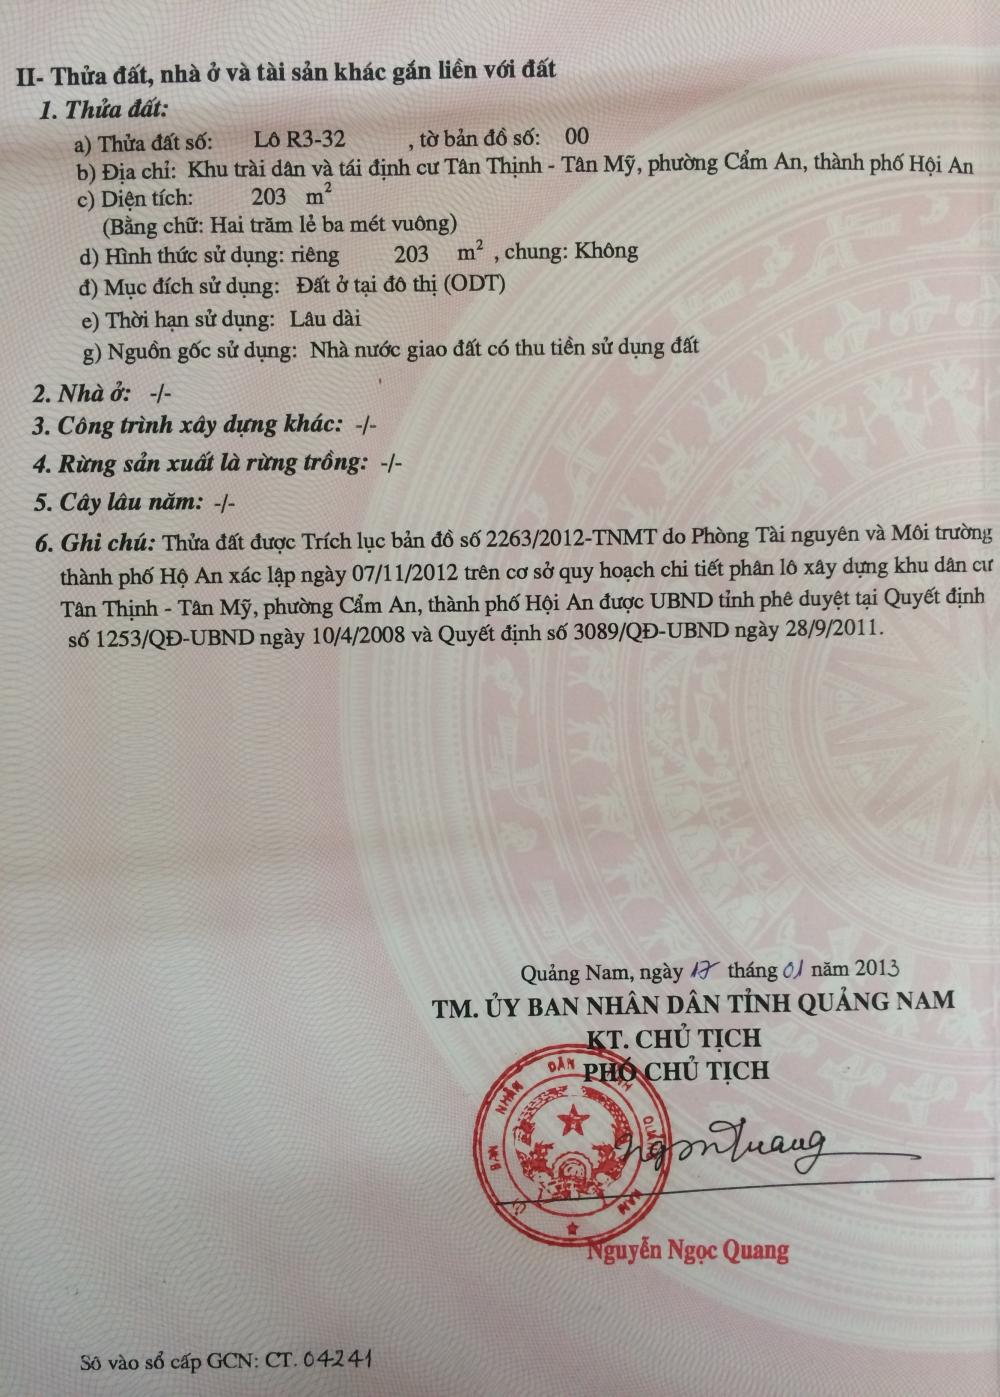 II- Thửa đất, nhà ở và tài sản khác gắn liền với đất
1. Thửa đất:
a) Thửa đất số: Lô R3-32 , tờ bản đồ số: 00
b) Địa chỉ: Khu trài dân và tái định cư Tân Thịnh - Tân Mỹ, phường Cẩm An, thành phố Hội An
c) Diện tích: 203 m²
(Bằng chữ: Hai trăm lẻ ba mét vuông)
d) Hình thức sử dụng: riêng 203 m² , chung: Không
đ) Mục đích sử dụng: Đất ở tại đô thị (ODT)
e) Thời hạn sử dụng: Lâu dài
g) Nguồn gốc sử dụng: Nhà nước giao đất có thu tiền sử dụng đất
2. Nhà ở: -/-
3. Công trình xây dựng khác: -/-
4. Rừng sản xuất là rừng trồng: -/-
5. Cây lâu năm: -/-
6. Ghi chú: Thửa đất được Trích lục bản đồ số 2263/2012-TNMT do Phòng Tài nguyên và Môi trường
thành phố Hộ An xác lập ngày 07/11/2012 trên cơ sở quy hoạch chi tiết phân lô xây dựng khu dân cư
Tân Thịnh - Tân Mỹ, phường Cẩm An, thành phố Hội An được UBND tỉnh phê duyệt tại Quyết định
số 1253/QĐ-UBND ngày 10/4/2008 và Quyết định số 3089/QĐ-UBND ngày 28/9/2011.
Quảng Nam, ngày 17 tháng 01 năm 2013
TM. ỦY BAN NHÂN DÂN TỈNH QUẢNG NAM
KT. CHỦ TỊCH
PHÓ CHỦ TỊCH
BAN NHÂN DÂN QUẢNG NAM
Nguyễn Ngọc Quang
Số vào sổ cấp GCN: CT. 04241